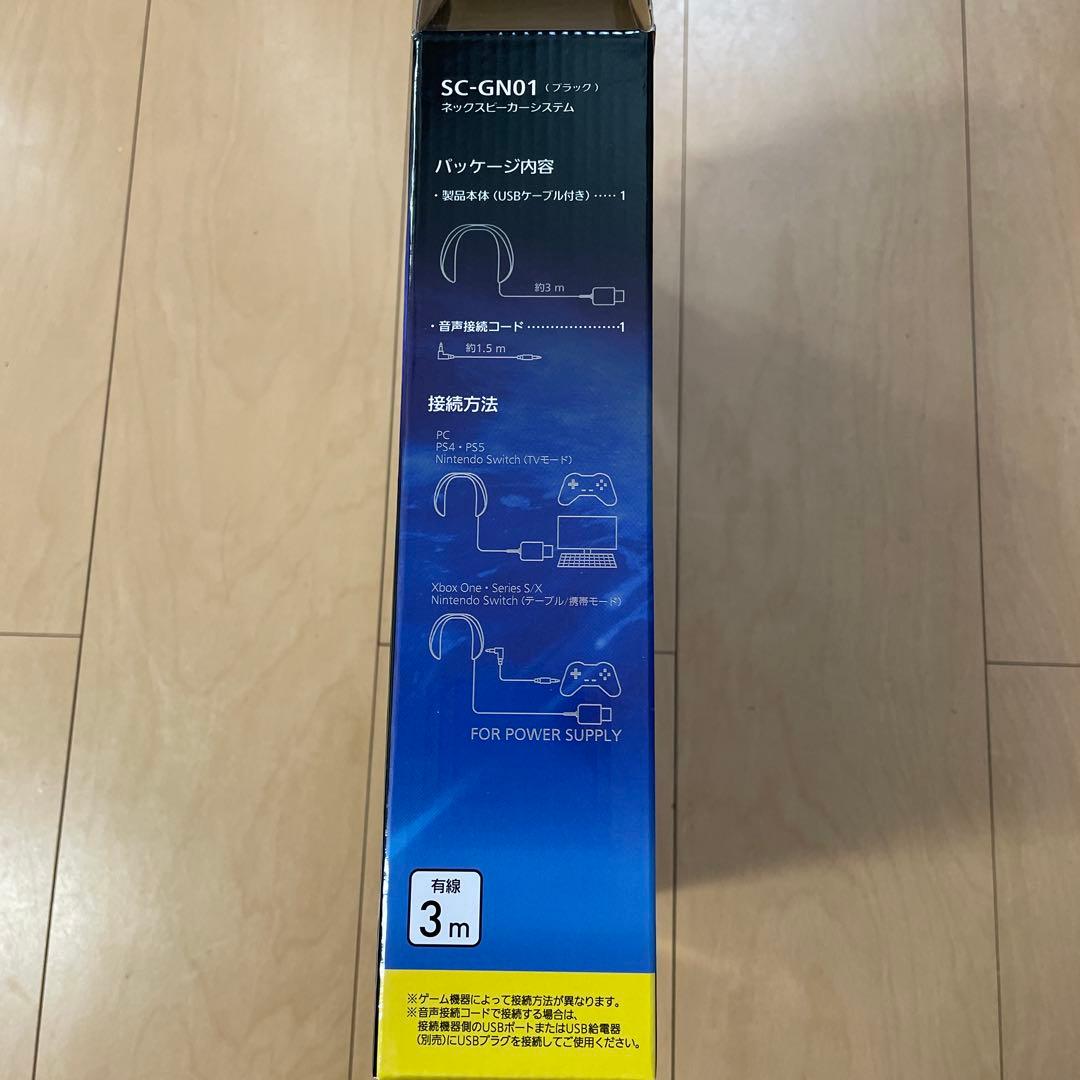 SC-GN01（ブラック）
ネックスピーカーシステム
パッケージ内容
・製品本体（USBケーブル付き）‥‥‥1
約3 m
・音声接続コード‥‥‥‥‥‥‥‥‥‥1
約1.5 m
接続方法
PC
PS4・PS5
Nintendo Switch（TVモード）
Xbox One・Series S/X
Nintendo Switch（テーブル/携帯モード）
FOR POWER SUPPLY
有線
3 m
※ゲーム機器によって接続方法が異なります。
※音声接続コードで接続する場合は、
接続機器側のUSBポートまたはUSB給電器
（別売）にUSBプラグを接続してご使用ください。